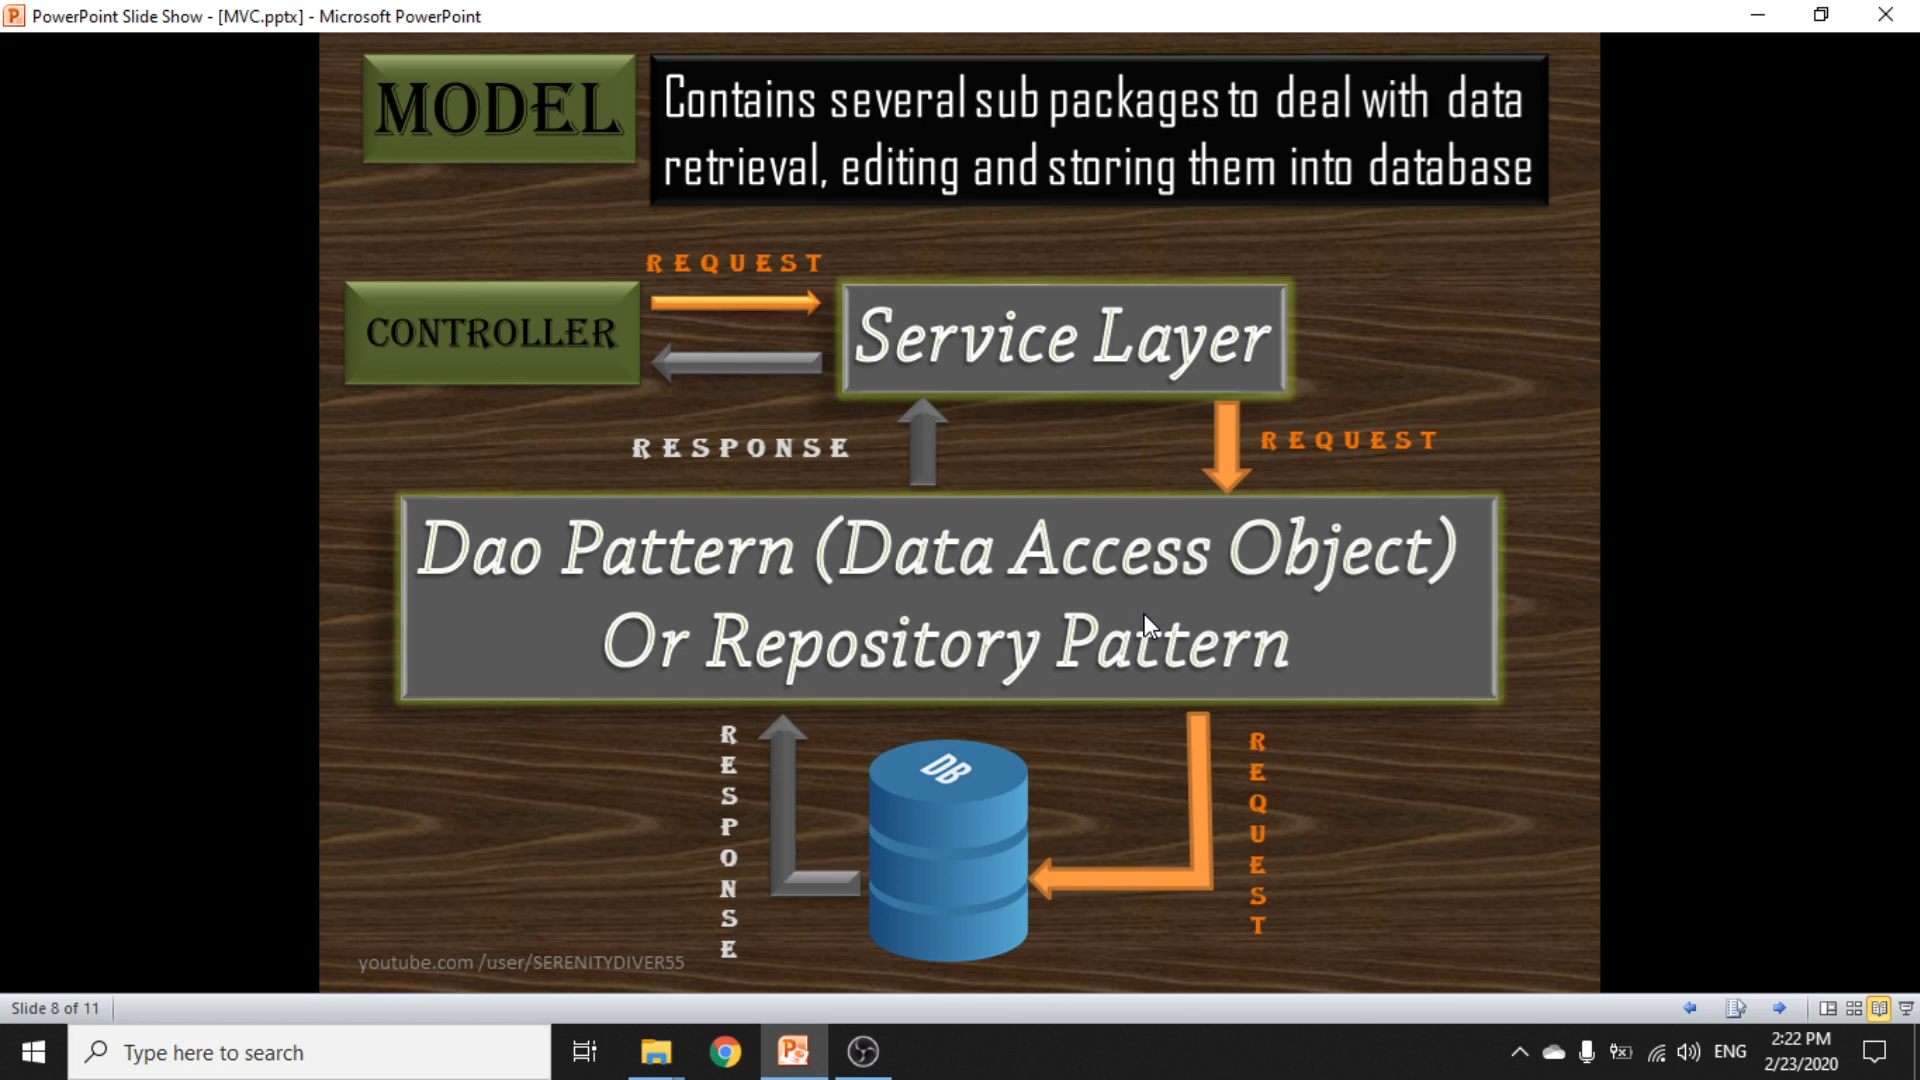 PowerPoint Slide Show - [MVC.pptx] - Microsoft PowerPoint
MODEL
Contains several sub packages to deal with data
retrieval, editing and storing them into database
REQUEST
CONTROLLER
Service Layer
RESPONSE
REQUEST
Dao Pattern (Data Access Object)
Or Repository Pattern
RESPONSE
DB
REQUEST
youtube.com /user/SERENITYDIVER55
Slide 8 of 11
Type here to search
ENG
2:22 PM
2/23/2020